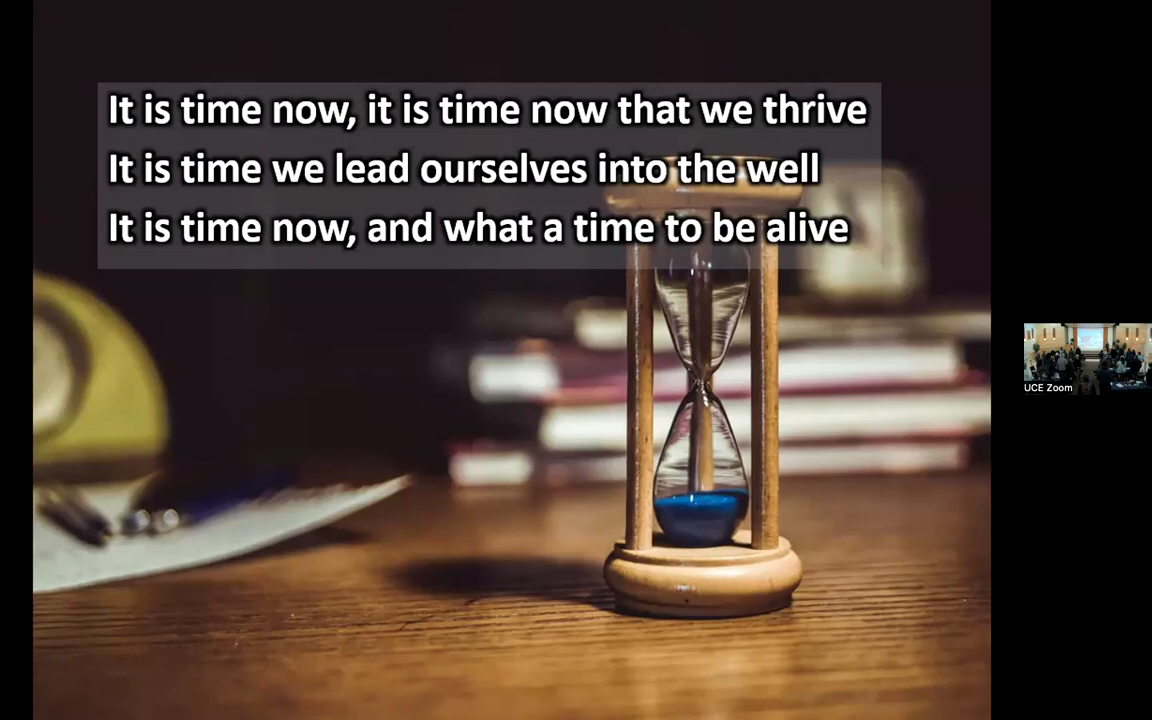 It is time now, it is time now that we thrive
It is time we lead ourselves into the well
It is time now, and what a time to be alive
UCE Zoom